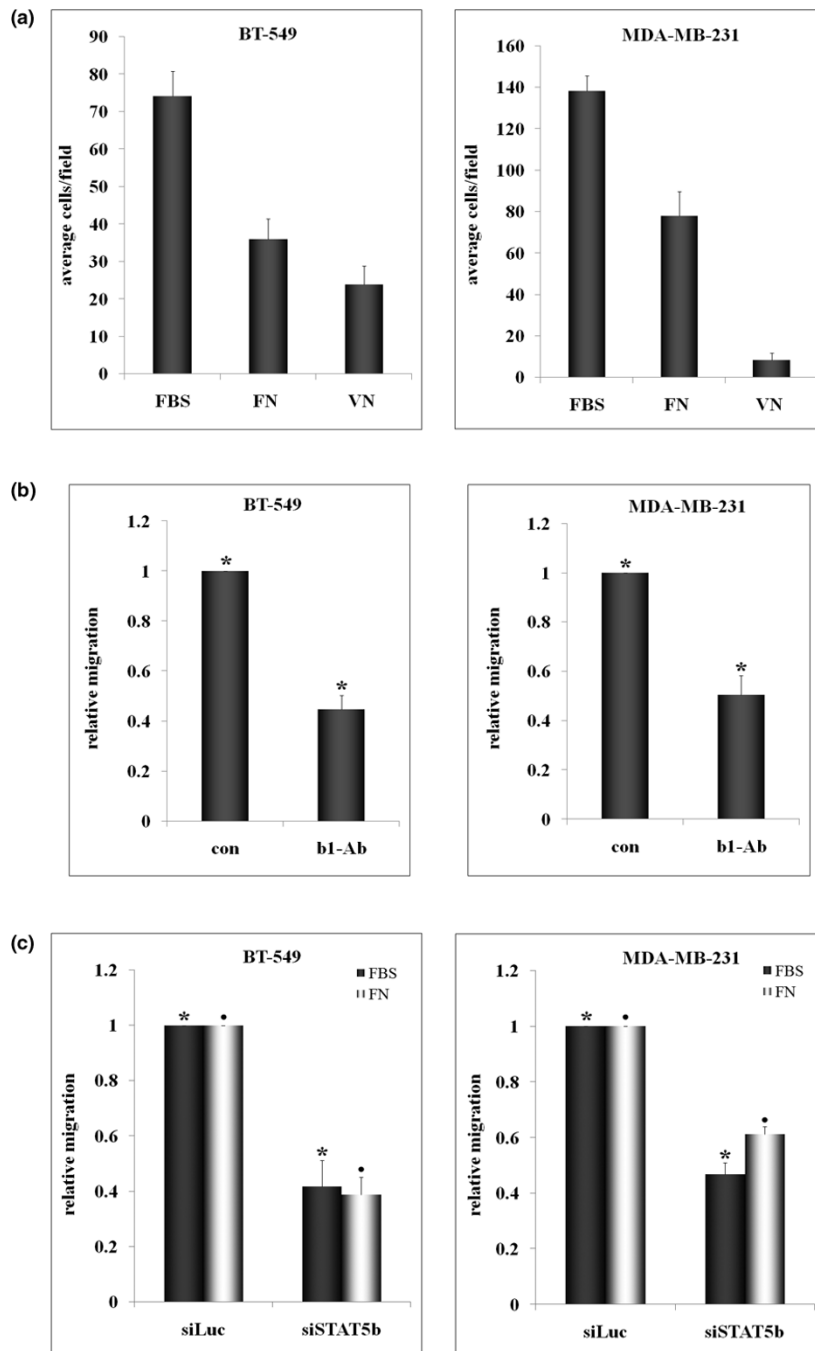 (a)
BT-549
average cells/field
90
80
70
60
50
40
30
20
10
0
FBS FN VN
MDA-MB-231
average cells/field
160
140
120
100
80
60
40
20
0
FBS FN VN
(b)
BT-549
relative migration
1.2
1
0.8
0.6
0.4
0.2
0
*
*
con b1-Ab
MDA-MB-231
relative migration
1.2
1
0.8
0.6
0.4
0.2
0
*
*
con b1-Ab
(c)
BT-549
FBS
FN
relative migration
1.2
1
0.8
0.6
0.4
0.2
0
* •
* •
siLuc siSTAT5b
MDA-MB-231
FBS
FN
relative migration
1.2
1
0.8
0.6
0.4
0.2
0
* •
* •
siLuc siSTAT5b